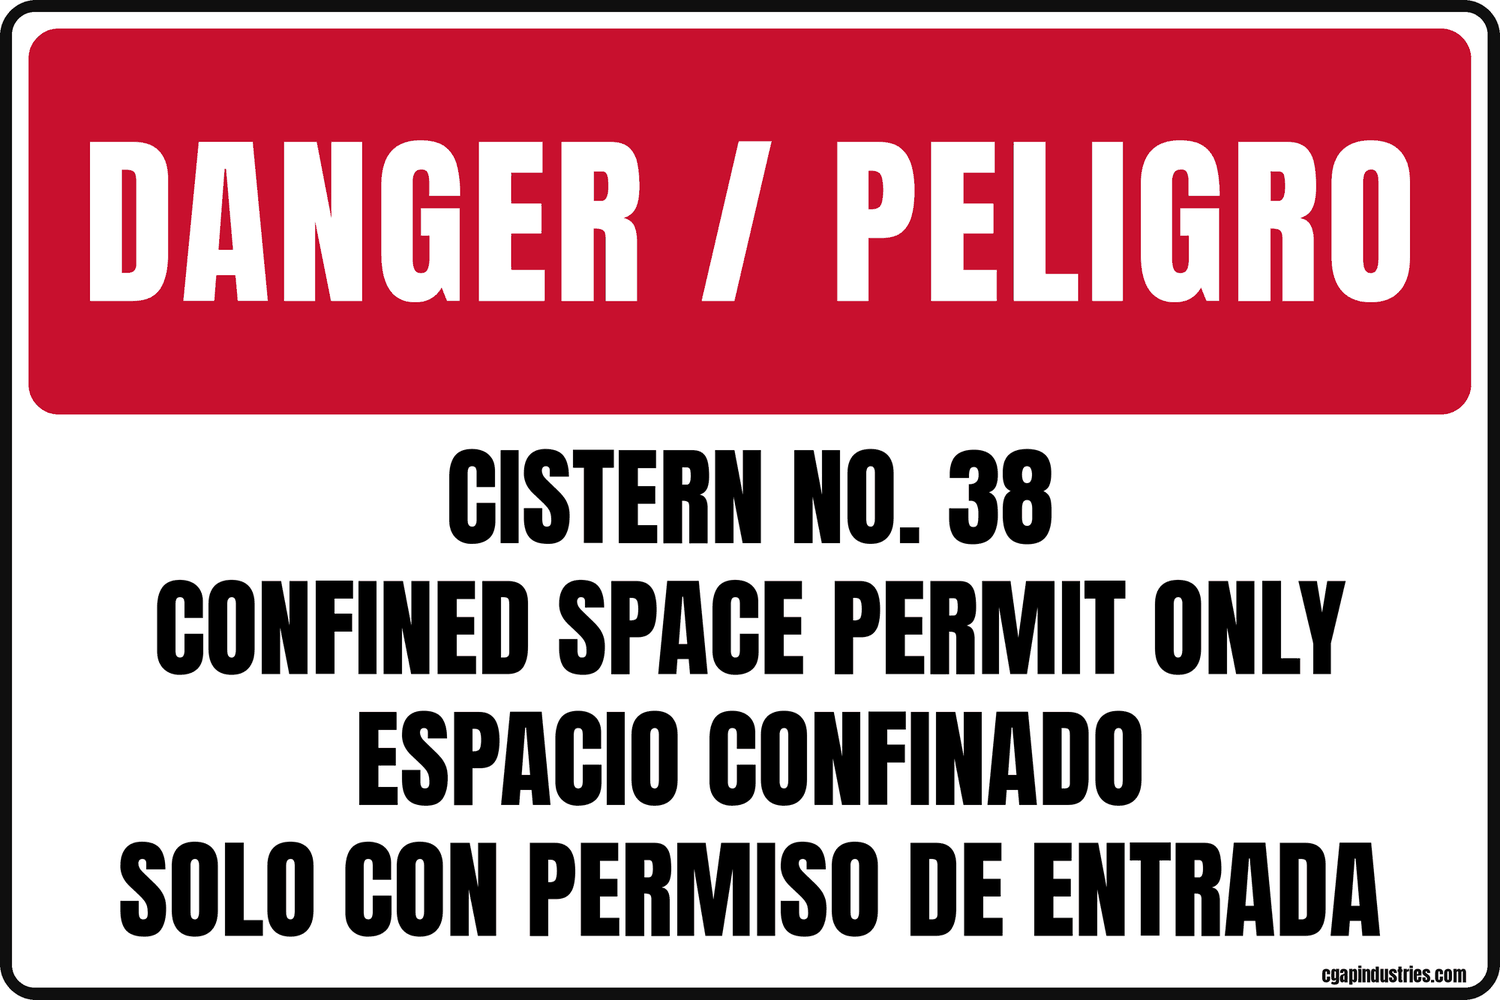 DANGER / PELIGRO
CISTERN NO. 38
CONFINED SPACE PERMIT ONLY
ESPACIO CONFINADO
SOLO CON PERMISO DE ENTRADA
cgapindustries.com